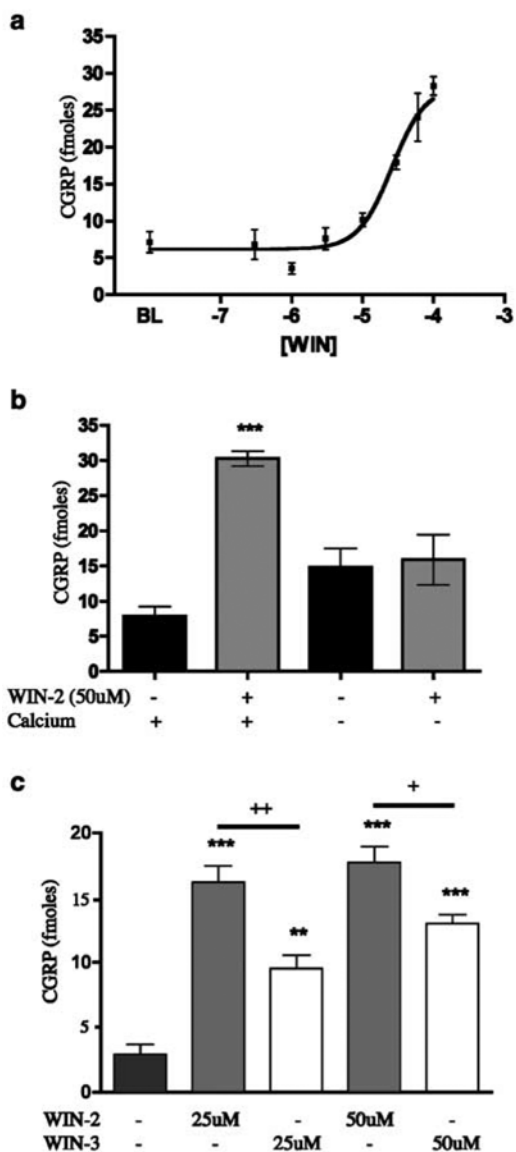 a
35
30
25
20
15
10
5
0
CGRP (fmoles)
BL -7 -6 -5 -4 -3
[WIN]
b
35
30
25
20
15
10
5
0
CGRP (fmoles)
***
WIN-2 (50uM) - + - +
Calcium + + - -
c
++
+
20
15
10
5
0
CGRP (fmoles)
***
**
***
***
WIN-2 - 25uM - 50uM -
WIN-3 - - 25uM - 50uM